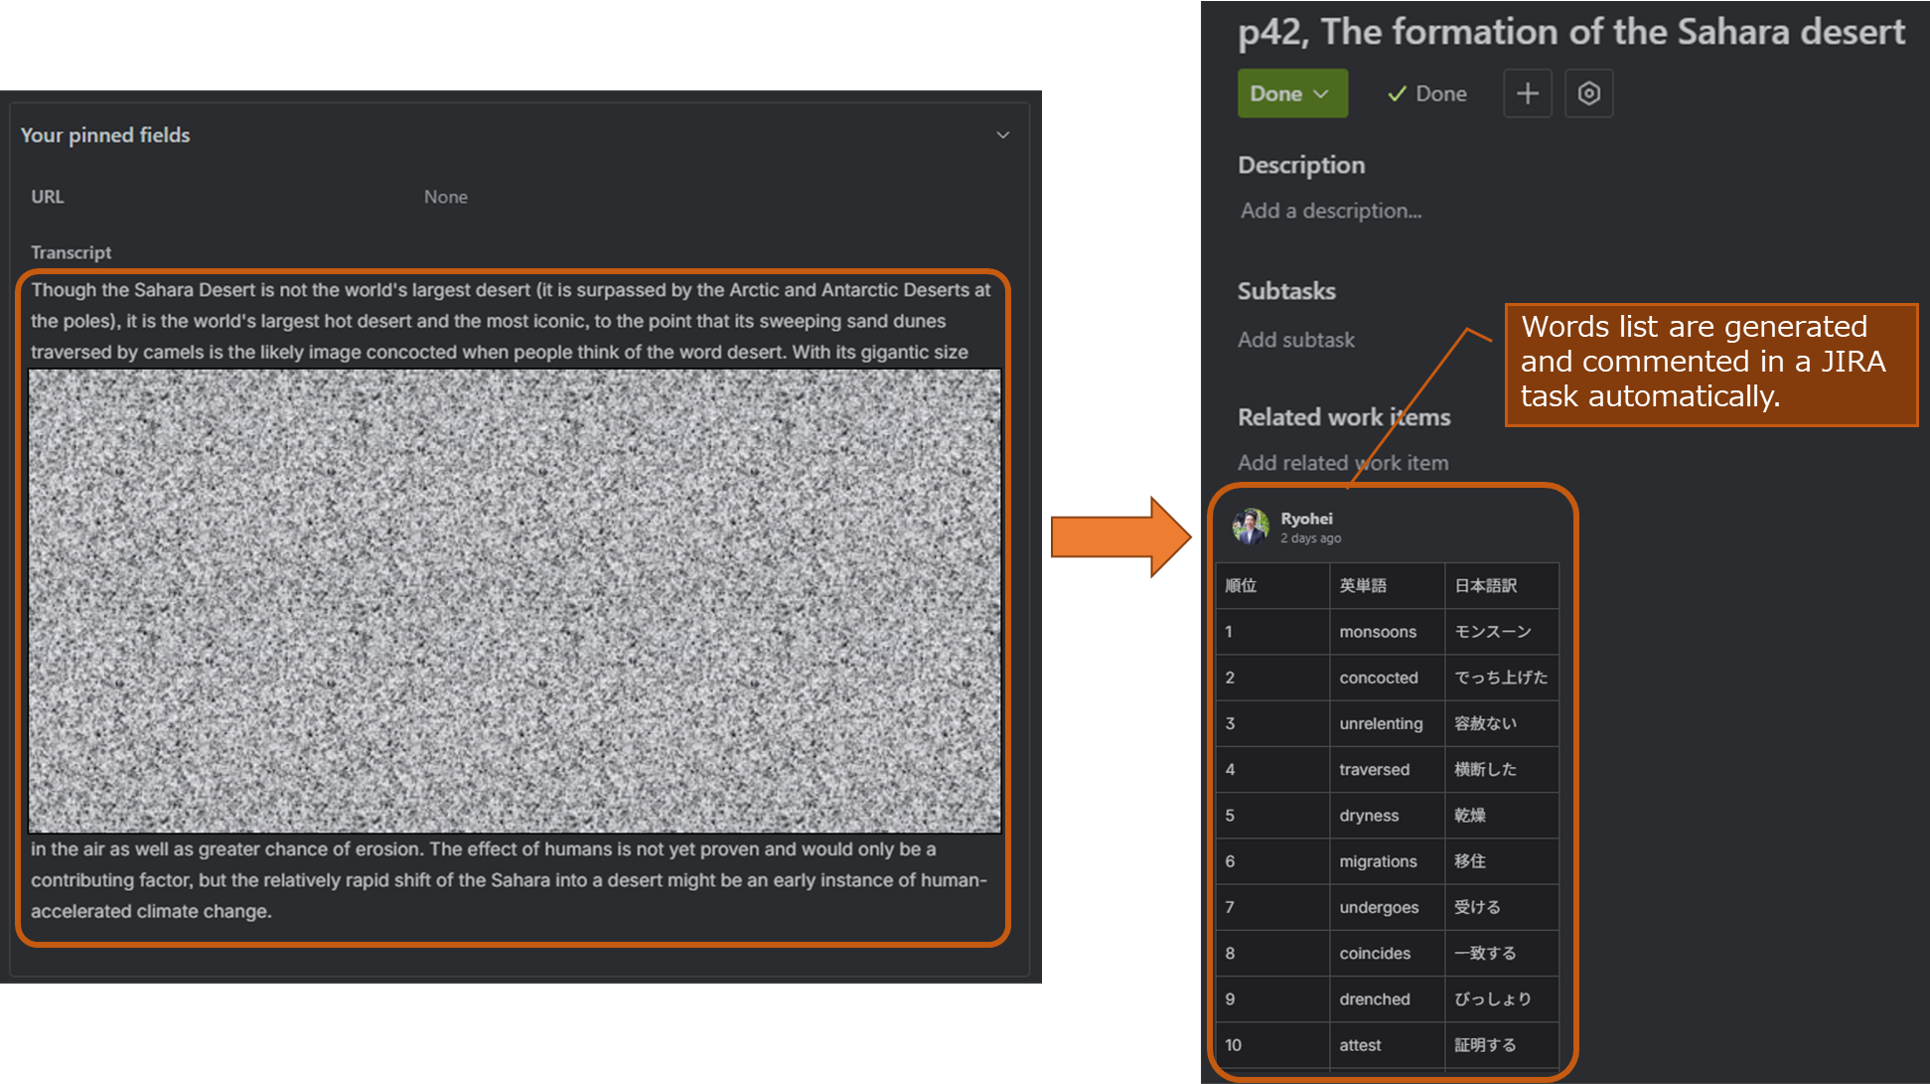 Your pinned fields
URL None
Transcript
Though the Sahara Desert is not the world's largest desert (it is surpassed by the Arctic and Antarctic Deserts at
the poles), it is the world's largest hot desert and the most iconic, to the point that its sweeping sand dunes
traversed by camels is the likely image concocted when people think of the word desert. With its gigantic size
in the air as well as greater chance of erosion. The effect of humans is not yet proven and would only be a
contributing factor, but the relatively rapid shift of the Sahara into a desert might be an early instance of human-
accelerated climate change.
p42, The formation of the Sahara desert
Done Done
Description
Add a description...
Subtasks
Add subtask
Related work items
Add related work item
Words list are generated
and commented in a JIRA
task automatically.
Ryohei
2 days ago
順位 英単語 日本語訳
1 monsoons モンスーン
2 concocted でっち上げた
3 unrelenting 容赦ない
4 traversed 横断した
5 dryness 乾燥
6 migrations 移住
7 undergoes 受ける
8 coincides 一致する
9 drenched びっしょり
10 attest 証明する